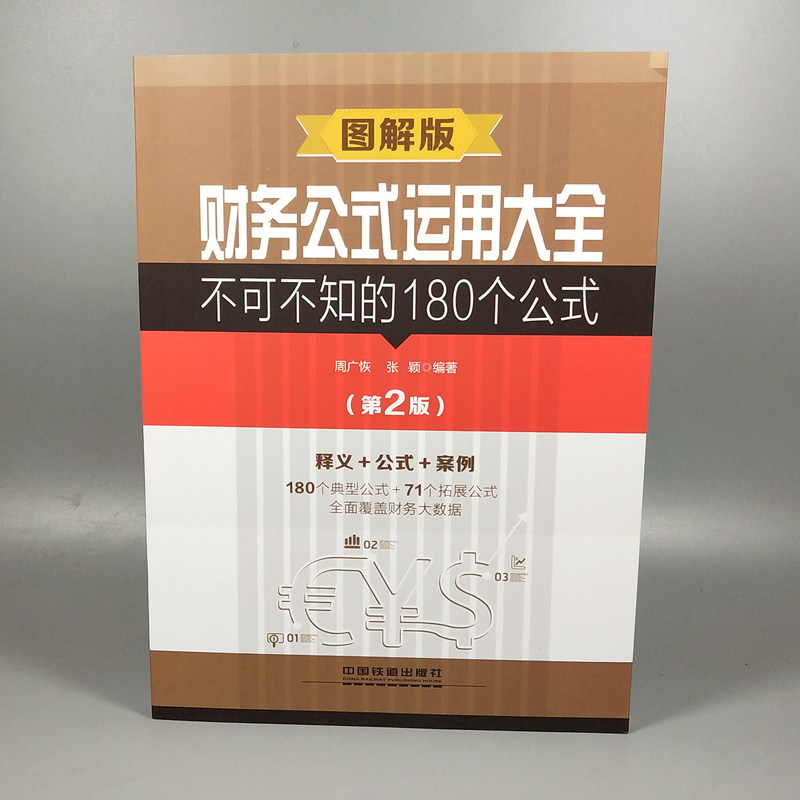 图解版
财务公式运用大全
不可不知的180个公式
周广恢 张颖◎编著
（第2版）
释义+公式+案例
180个典型公式+71个拓展公式
全面覆盖财务大数据
02
03
01
中国铁道出版社
CHINA RAILWAY PUBLISHING HOUSE